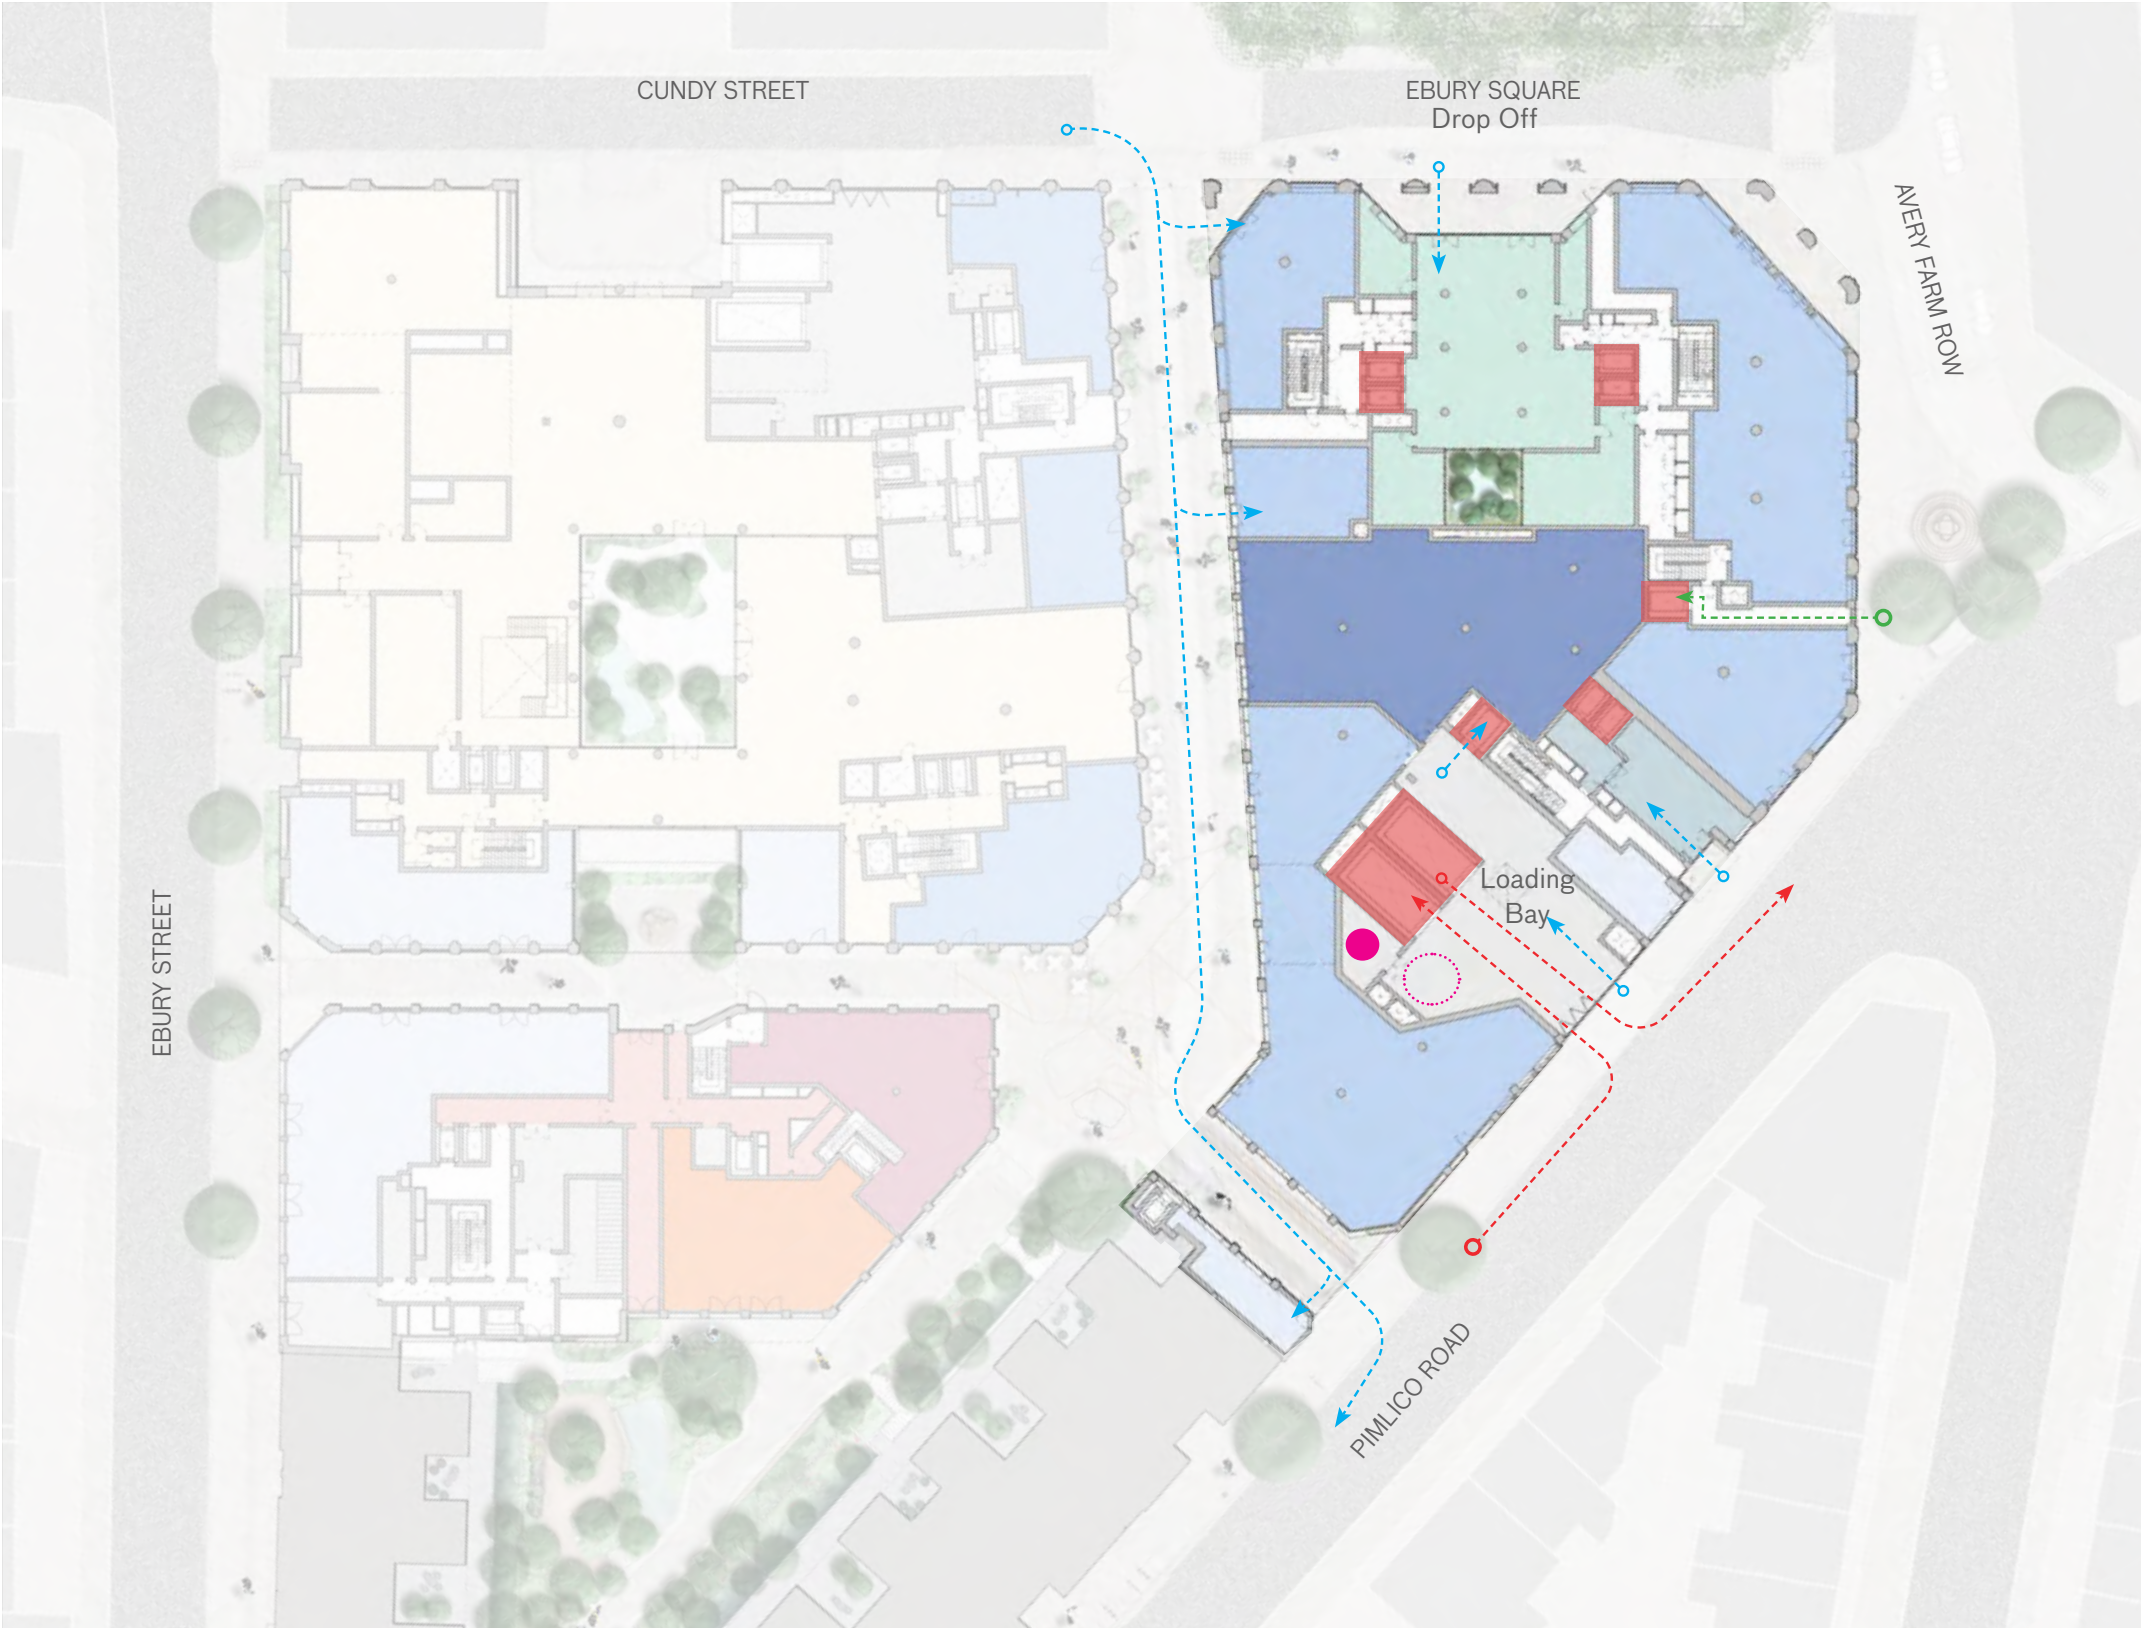 CUNDY STREET
EBURY SQUARE
Drop Off
AVERY FARM ROW
Loading
Bay
EBURY STREET
PIMLICO ROAD